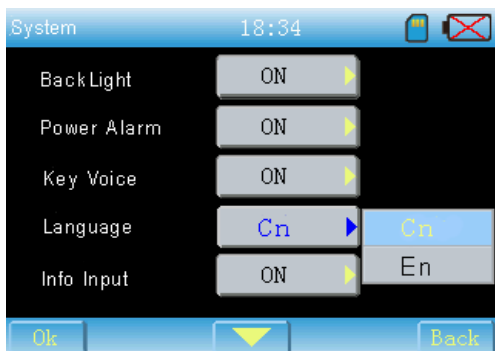 System 18:34
BackLight ON
Power Alarm ON
Key Voice ON
Language Cn Cn
En
Info Input ON
Ok Back